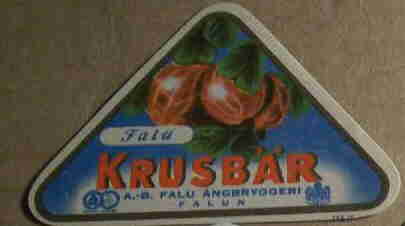 Falu
KRUSBÄR
A.-B. FALU ÅNGBRYGGERI
FALUN